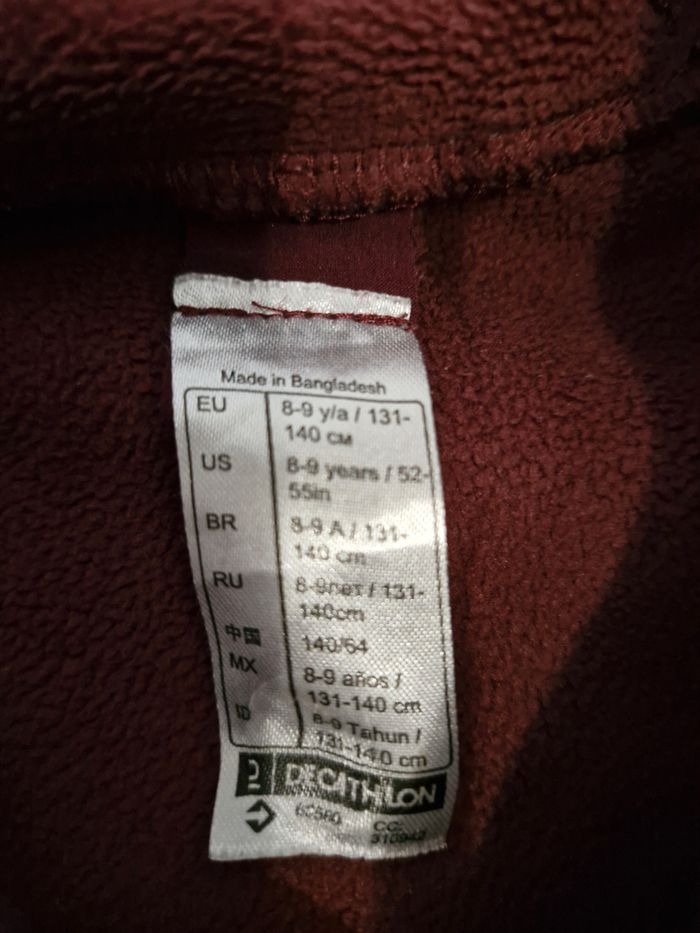 Made in Bangladesh
EU 8-9 y/a / 131-
140 см
US 8-9 years / 52-
55in
BR 8-9 A / 131-
140 cm
RU 8-9лет / 131-
140cm
中国 140/64
MX 8-9 años /
131-140 cm
ID 8-9 Tahun /
131-140 cm
DECATHLON
CC: